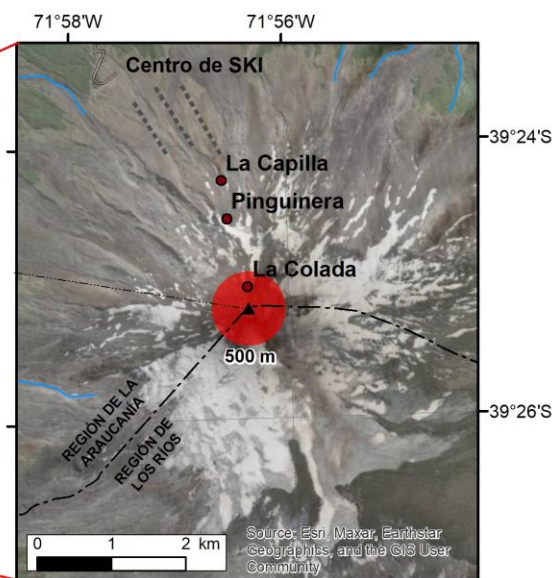 71°58'W
71°56'W
Centro de SKI
39°24'S
La Capilla
Pinguinera
La Colada
500 m
39°26'S
REGIÓN DE LA
ARAUCANÍA
REGIÓN DE
LOS RIOS
0 1 2 km
Source: Esri, Maxar, Earthstar
Geographics, and the GIS User
Community